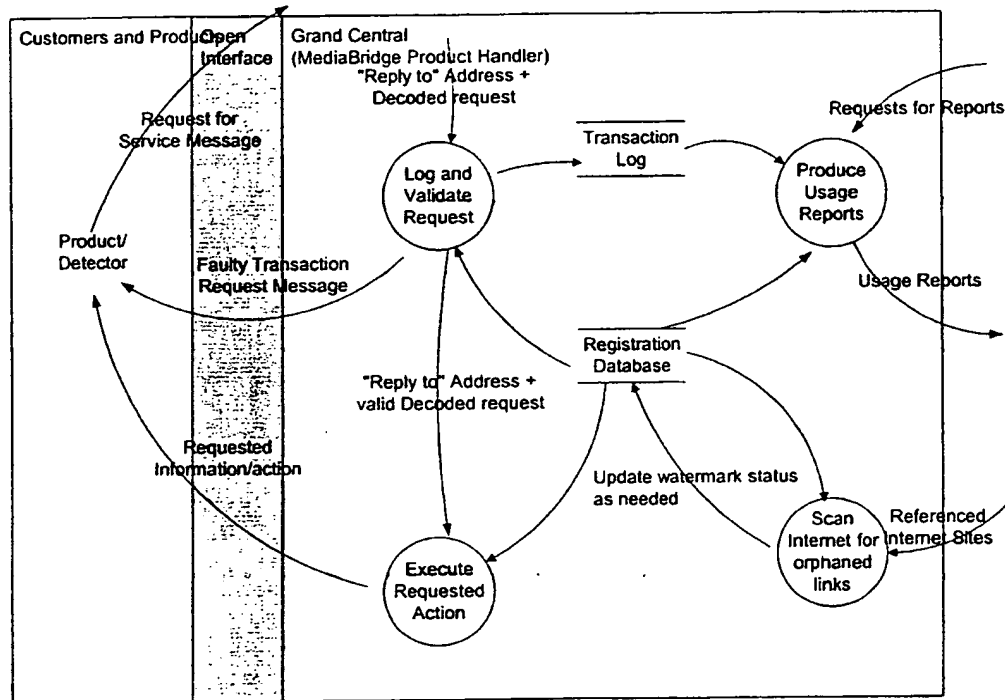 Customers and Products
Open
Interface
Grand Central
(MediaBridge Product Handler)
"Reply to" Address +
Decoded request
Request for
Service Message
Requests for Reports
Transaction
Log
Log and
Validate
Request
Produce
Usage
Reports
Product/
Detector
Faulty Transaction
Request Message
Usage Reports
Registration
Database
"Reply to" Address +
valid Decoded request
Requested
Information/action
Update watermark status
as needed
Scan
Internet for
orphaned
links
Referenced
Internet Sites
Execute
Requested
Action